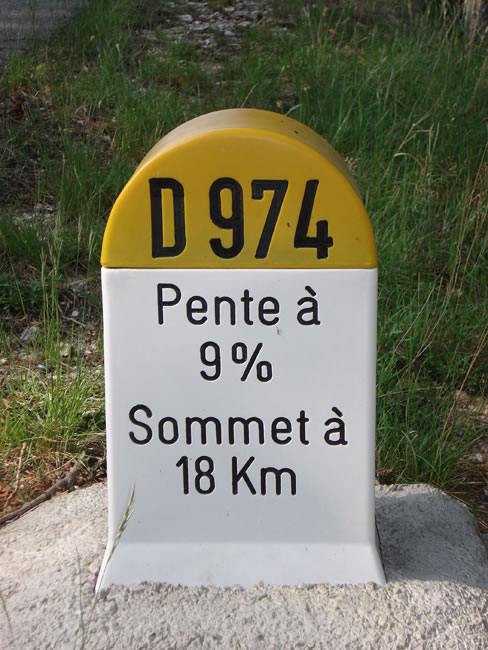 D 974
Pente à
9%
Sommet à
18 Km